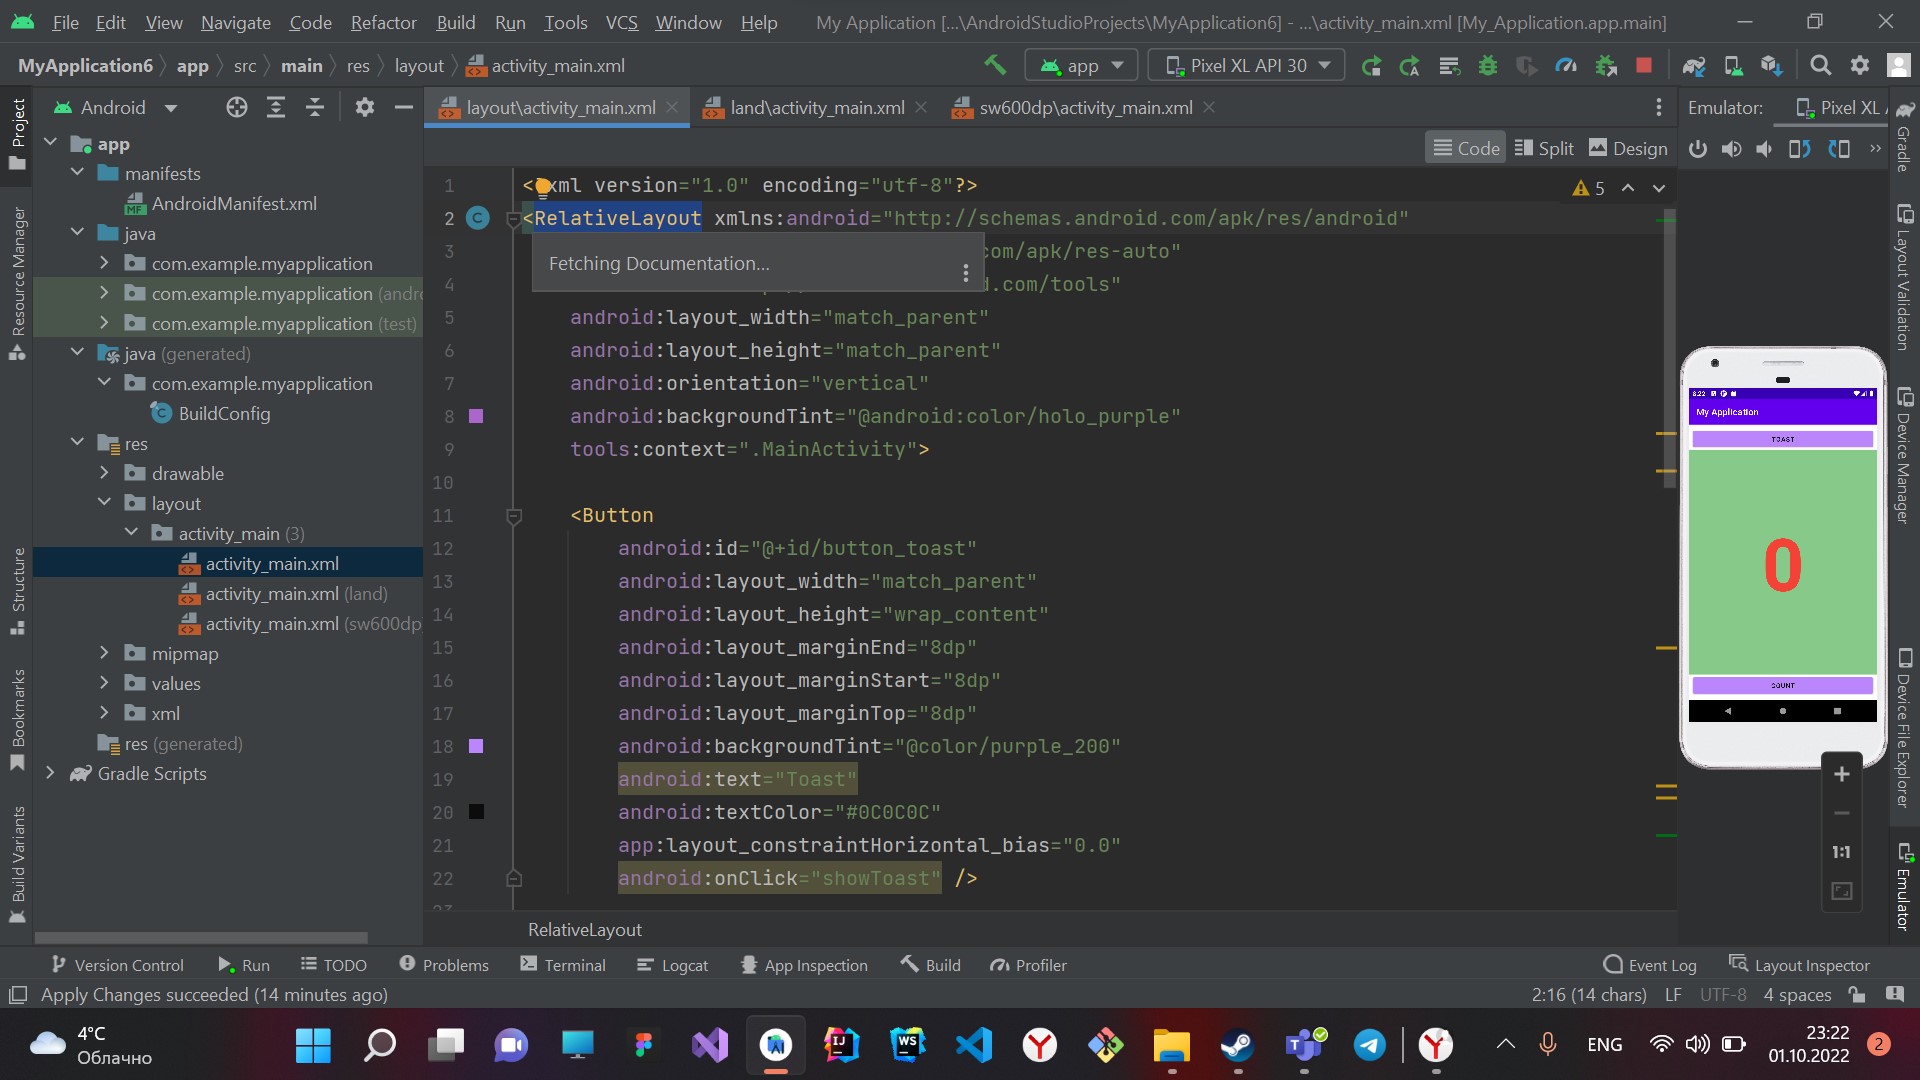 File Edit View Navigate Code Refactor Build Run Tools VCS Window Help My Application [...\AndroidStudioProjects\MyApplication6] - ...\activity_main.xml [My_Application.app.main]
MyApplication6 app src main res layout activity_main.xml app Pixel XL API 30
Android layout\activity_main.xml land\activity_main.xml sw600dp\activity_main.xml Emulator: Pixel XL
Code Split Design
Project
Resource Manager
Structure
Bookmarks
Build Variants
app
manifests
AndroidManifest.xml
java
com.example.myapplication
com.example.myapplication (andr
com.example.myapplication (test)
java (generated)
com.example.myapplication
BuildConfig
res
drawable
layout
activity_main (3)
activity_main.xml
activity_main.xml (land)
activity_main.xml (sw600dp
mipmap
values
xml
res (generated)
Gradle Scripts
5
1 <?xml version="1.0" encoding="utf-8"?>
2 <RelativeLayout xmlns:android="http://schemas.android.com/apk/res/android"
3 com/apk/res-auto"
Fetching Documentation...
4 d.com/tools"
5 android:layout_width="match_parent"
6 android:layout_height="match_parent"
7 android:orientation="vertical"
8 android:backgroundTint="@android:color/holo_purple"
9 tools:context=".MainActivity">
10
11 <Button
12 android:id="@+id/button_toast"
13 android:layout_width="match_parent"
14 android:layout_height="wrap_content"
15 android:layout_marginEnd="8dp"
16 android:layout_marginStart="8dp"
17 android:layout_marginTop="8dp"
18 android:backgroundTint="@color/purple_200"
19 android:text="Toast"
20 android:textColor="#0C0C0C"
21 app:layout_constraintHorizontal_bias="0.0"
22 android:onClick="showToast" />
RelativeLayout
8:22
My Application
TOAST
0
COUNT
1:1
Gradle
Layout Validation
Device Manager
Device File Explorer
Emulator
Version Control Run TODO Problems Terminal Logcat App Inspection Build Profiler Event Log Layout Inspector
Apply Changes succeeded (14 minutes ago) 2:16 (14 chars) LF UTF-8 4 spaces
4°C
Облачно
ENG
23:22
01.10.2022
2